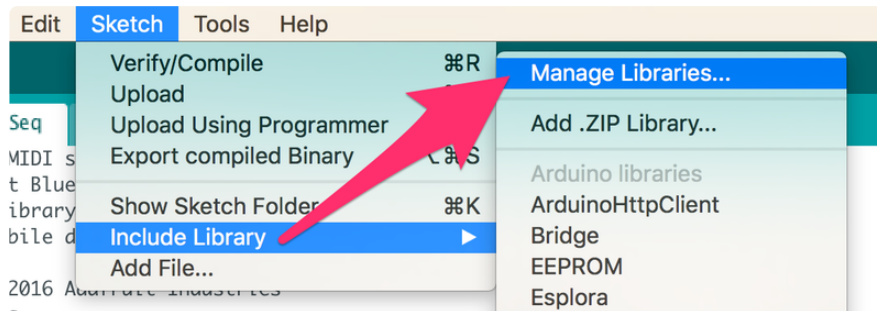 Edit Sketch Tools Help
Verify/Compile ⌘R
Upload
Upload Using Programmer
Export compiled Binary ⌘S
Show Sketch Folder ⌘K
Include Library ▶
Add File...
Manage Libraries...
Add .ZIP Library...
Arduino libraries
ArduinoHttpClient
Bridge
EEPROM
Esplora
Seq
MIDI s
t Blue
ibrary
bile d
2016